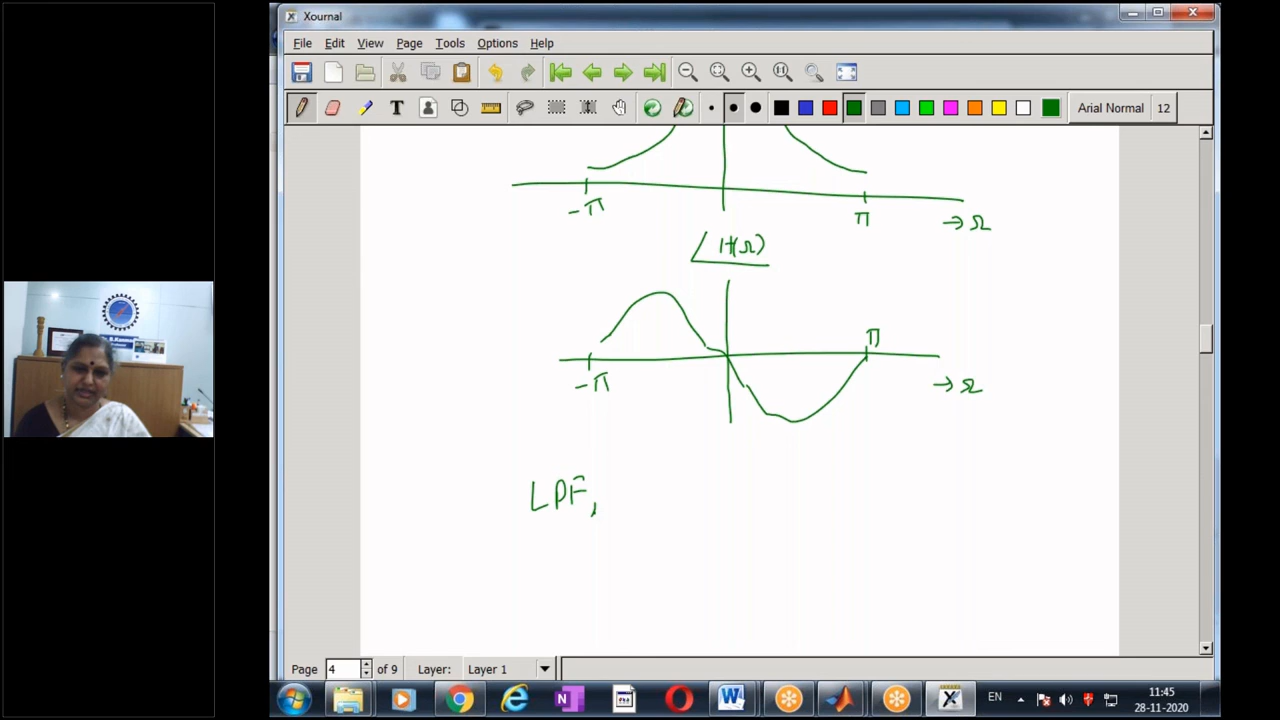 Xournal
File Edit View Page Tools Options Help
Arial Normal 12
-π π → Ω
∠H(Ω)
π
-π → Ω
LPF,
Page 4 of 9 Layer: Layer 1
EN 11:45
28-11-2020